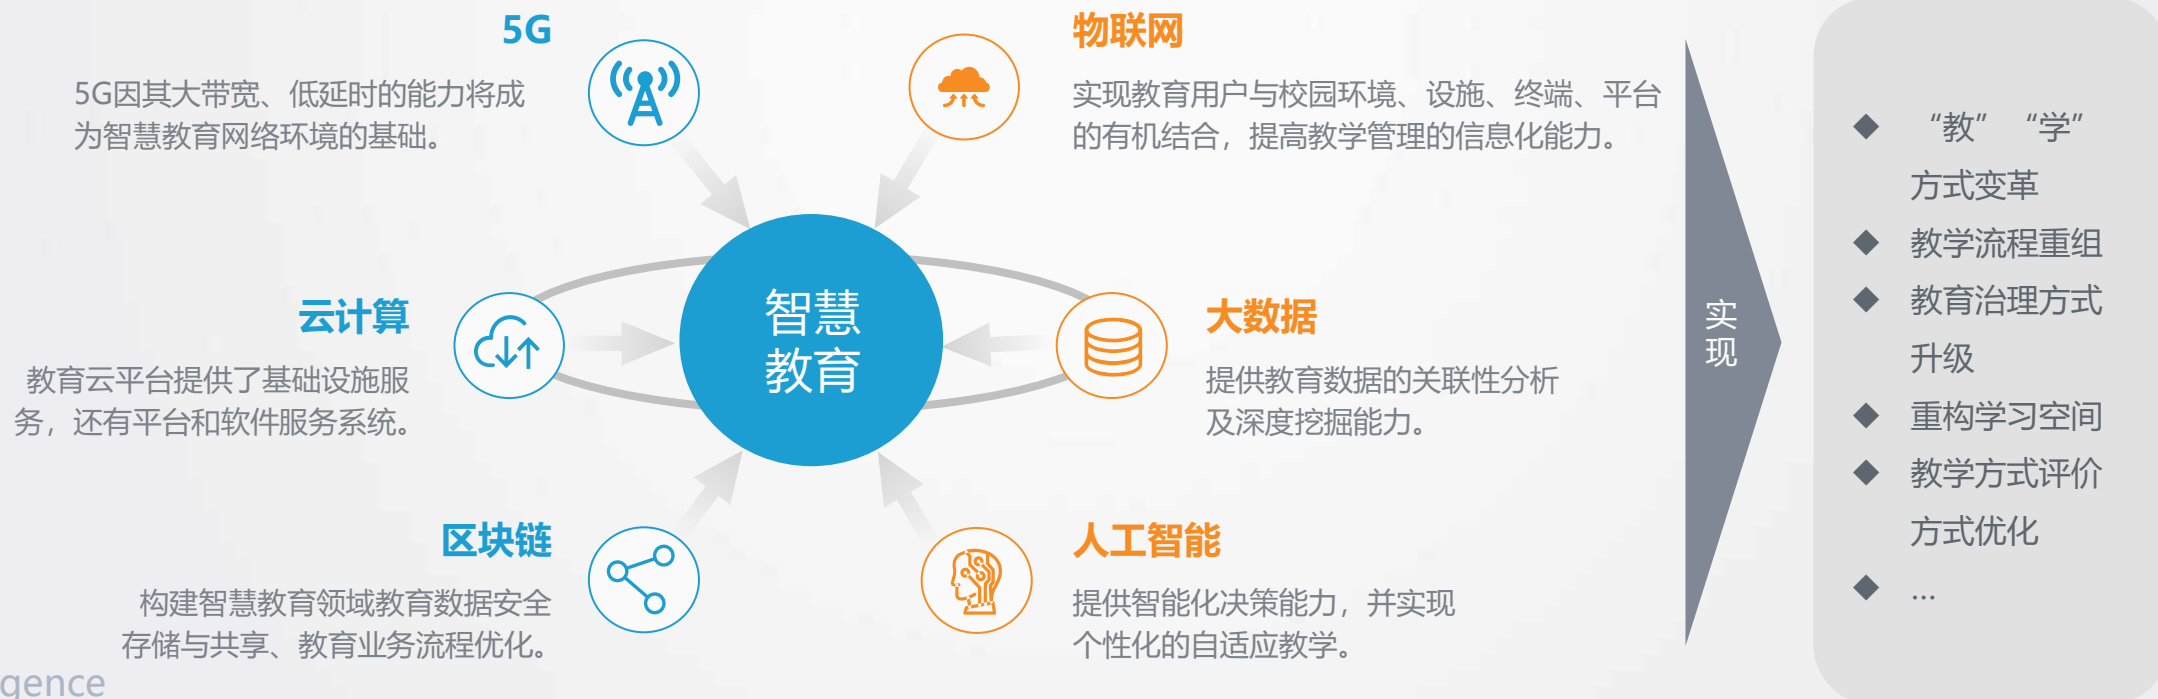 5G
5G因其大带宽、低延时的能力将成
为智慧教育网络环境的基础。
物联网
实现教育用户与校园环境、设施、终端、平台
的有机结合，提高教学管理的信息化能力。
云计算
教育云平台提供了基础设施服
务，还有平台和软件服务系统。
智慧
教育
大数据
提供教育数据的关联性分析
及深度挖掘能力。
区块链
构建智慧教育领域教育数据安全
存储与共享、教育业务流程优化。
人工智能
提供智能化决策能力，并实现
个性化的自适应教学。
实
现
◆ “教” “学”
方式变革
◆ 教学流程重组
◆ 教育治理方式
升级
◆ 重构学习空间
◆ 教学方式评价
方式优化
◆ ...
gence